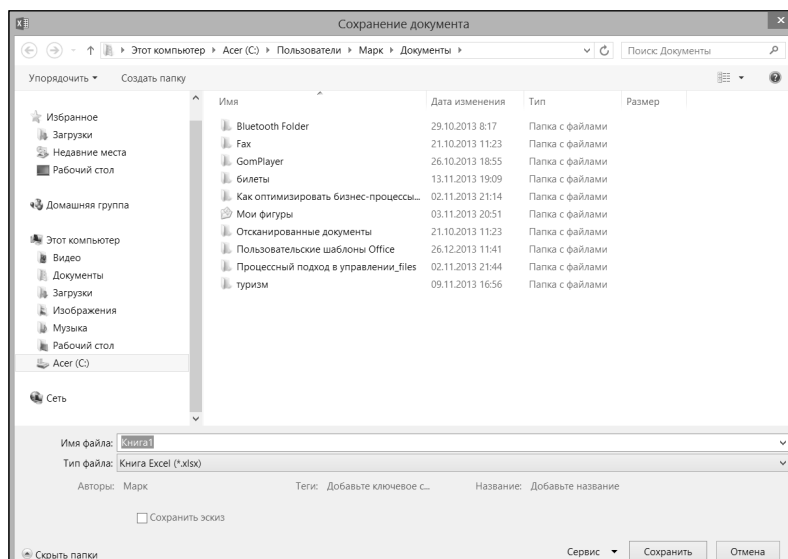 Сохранение документа
Этот компьютер Acer (C:) Пользователи Марк Документы
Поиск: Документы
Упорядочить Создать папку
Имя Дата изменения Тип Размер
Избранное
Загрузки
Недавние места
Рабочий стол
Домашняя группа
Этот компьютер
Видео
Документы
Загрузки
Изображения
Музыка
Рабочий стол
Acer (C:)
Сеть
Bluetooth Folder 29.10.2013 8:17 Папка с файлами
Fax 21.10.2013 11:23 Папка с файлами
GomPlayer 26.10.2013 18:55 Папка с файлами
билеты 13.11.2013 19:09 Папка с файлами
Как оптимизировать бизнес-процессы... 02.11.2013 21:14 Папка с файлами
Мои фигуры 03.11.2013 20:51 Папка с файлами
Отсканированные документы 21.10.2013 11:23 Папка с файлами
Пользовательские шаблоны Office 26.12.2013 11:41 Папка с файлами
Процессный подход в управлении_files 02.11.2013 21:44 Папка с файлами
туризм 09.11.2013 16:56 Папка с файлами
Имя файла: Книга1
Тип файла: Книга Excel (*.xlsx)
Авторы: Марк Теги: Добавьте ключевое с... Название: Добавьте название
Сохранить эскиз
Скрыть папки Сервис Сохранить Отмена